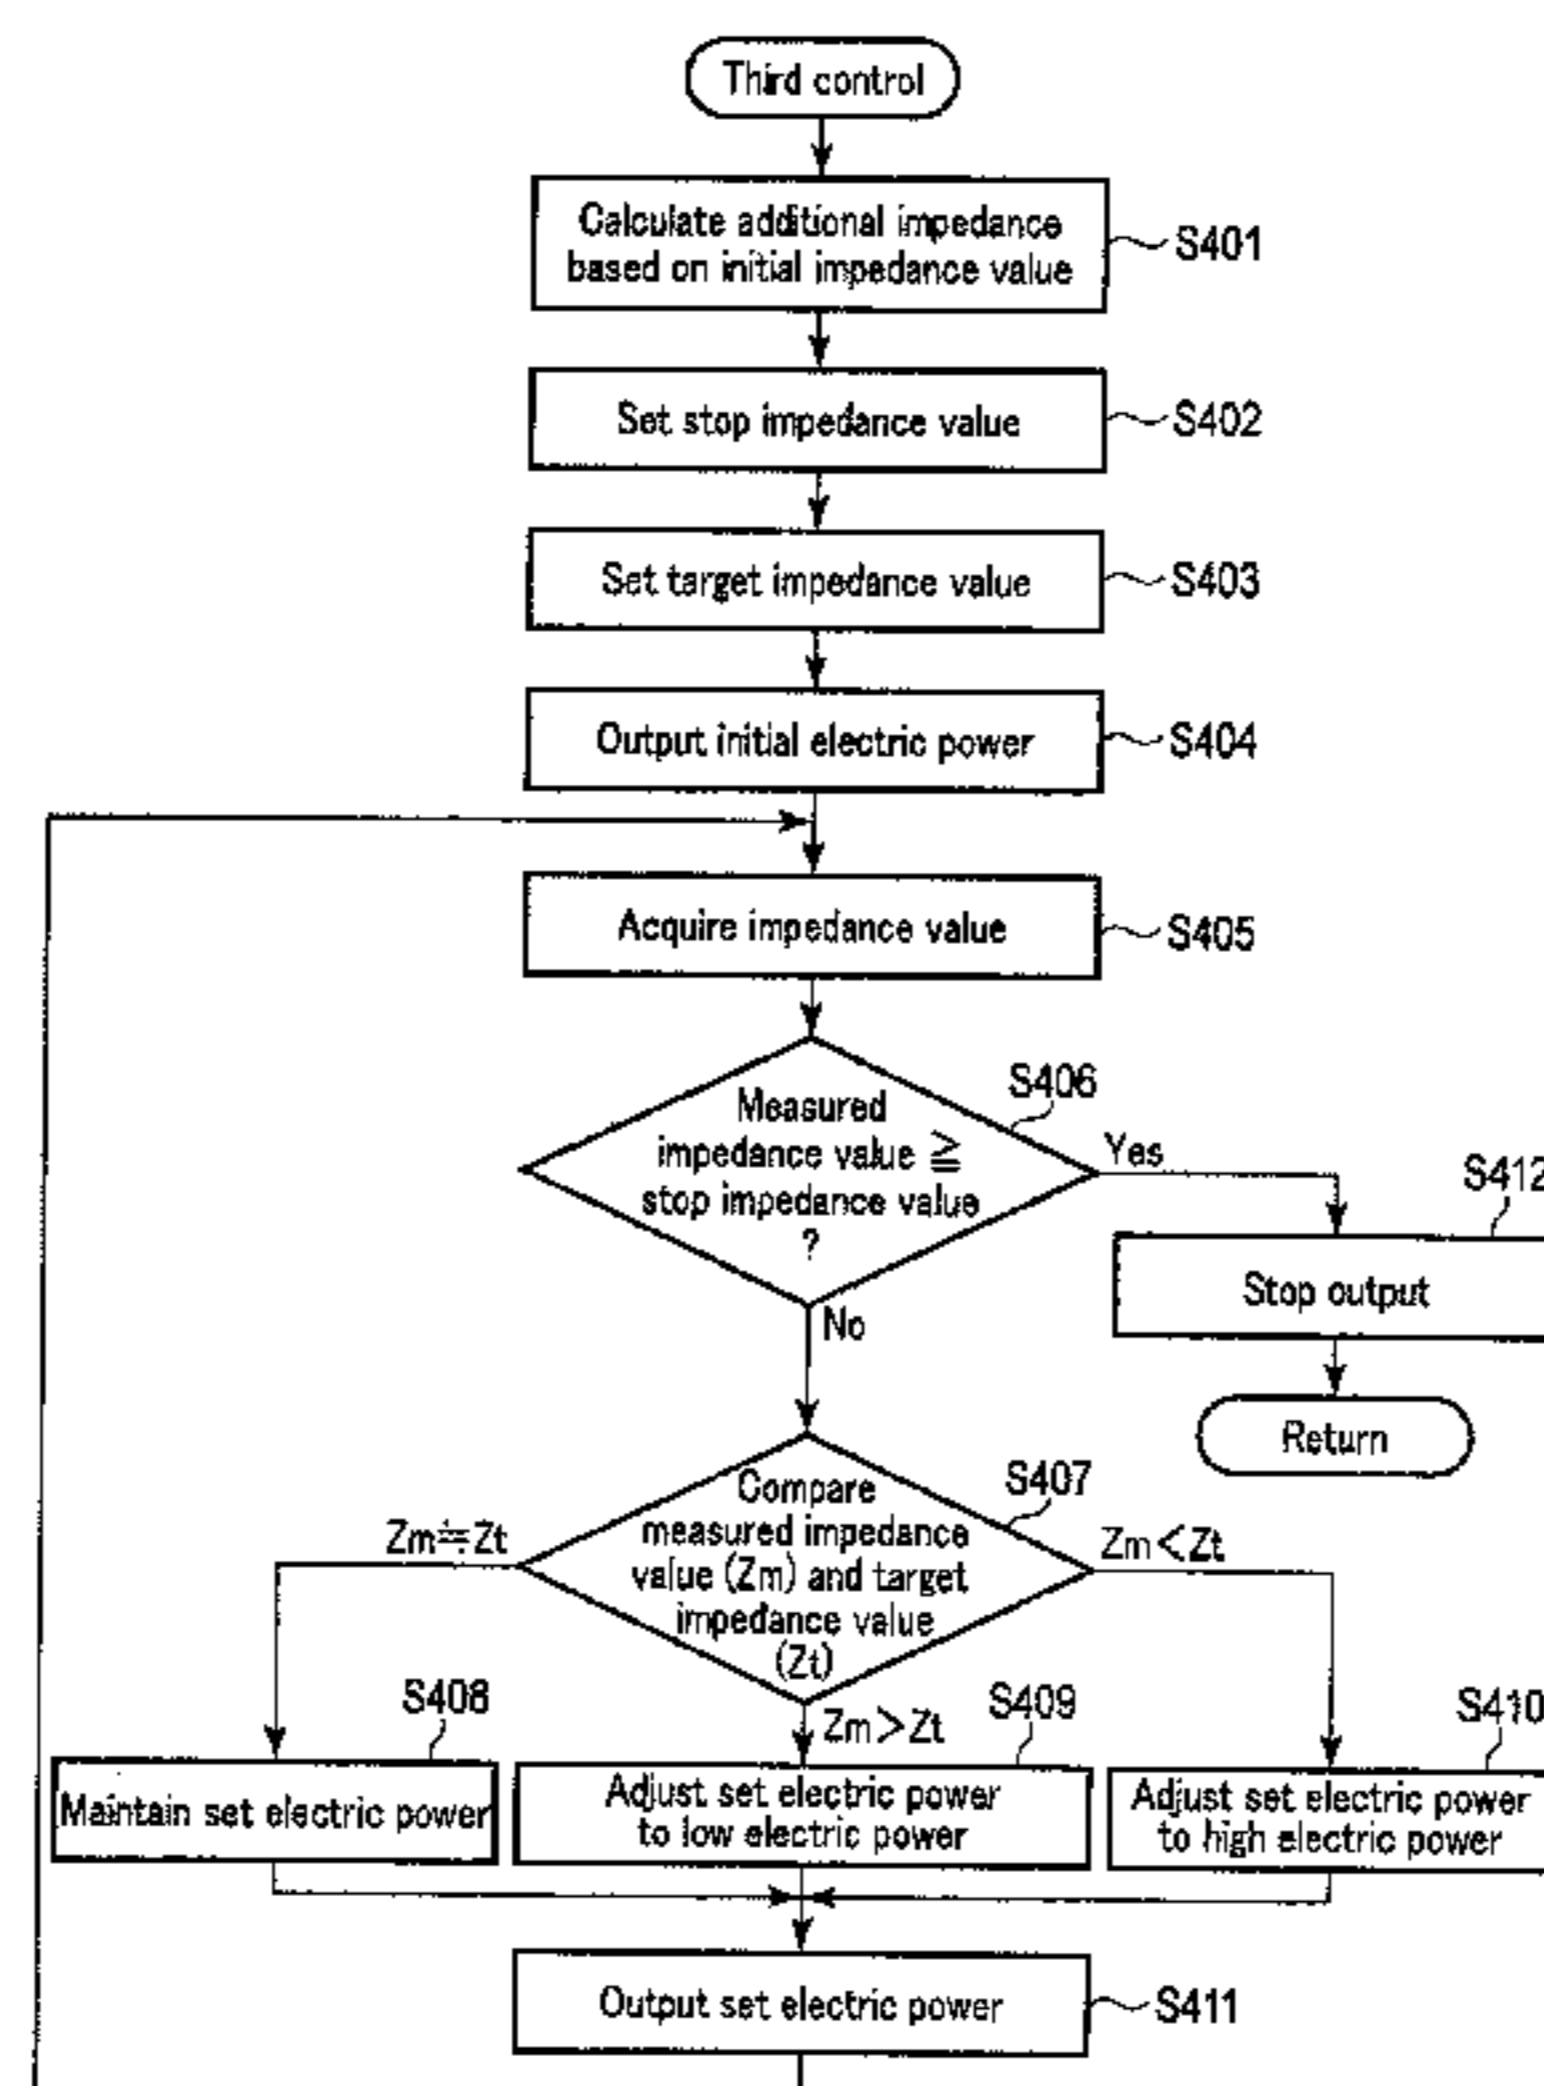 Third control
Calculate additional impedance
based on initial impedance value
S401
Set stop impedance value
S402
Set target impedance value
S403
Output initial electric power
S404
Acquire impedance value
S405
S406
Measured
impedance value ≧
stop impedance value
?
Yes
No
S412
Stop output
Return
S407
Compare
measured impedance
value (Zm) and target
impedance value
(Zt)
Zm≒Zt
Zm<Zt
Zm>Zt
S408
Maintain set electric power
S409
Adjust set electric power
to low electric power
S410
Adjust set electric power
to high electric power
Output set electric power
S411